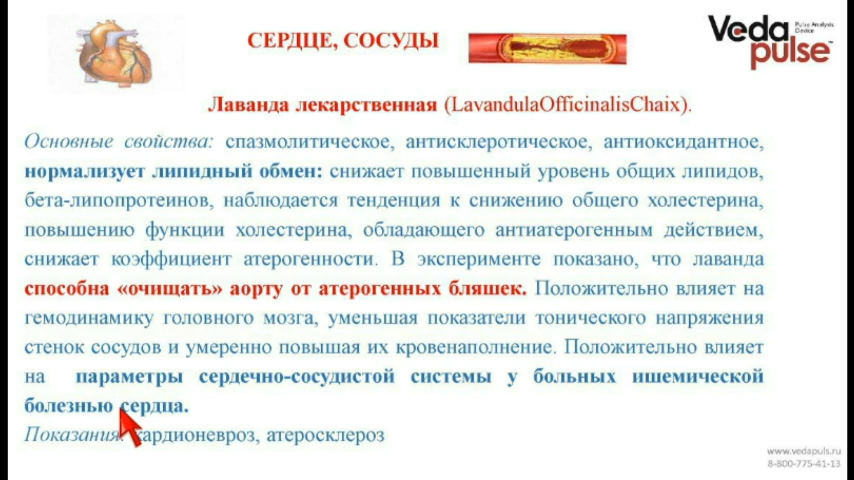 СЕРДЦЕ, СОСУДЫ
Veda
pulse™
Pulse Analysis
Device
Лаванда лекарственная (LavandulaOfficinalisChaix).
Основные свойства: спазмолитическое, антисклеротическое, антиоксидантное,
нормализует липидный обмен: снижает повышенный уровень общих липидов,
бета-липопротеинов, наблюдается тенденция к снижению общего холестерина,
повышению функции холестерина, обладающего антиатерогенным действием,
снижает коэффициент атерогенности. В эксперименте показано, что лаванда
способна «очищать» аорту от атерогенных бляшек. Положительно влияет на
гемодинамику головного мозга, уменьшая показатели тонического напряжения
стенок сосудов и умеренно повышая их кровенаполнение. Положительно влияет
на параметры сердечно-сосудистой системы у больных ишемической
болезнью сердца.
Показания: кардионевроз, атеросклероз
www.vedapuls.ru
8-800-775-41-13